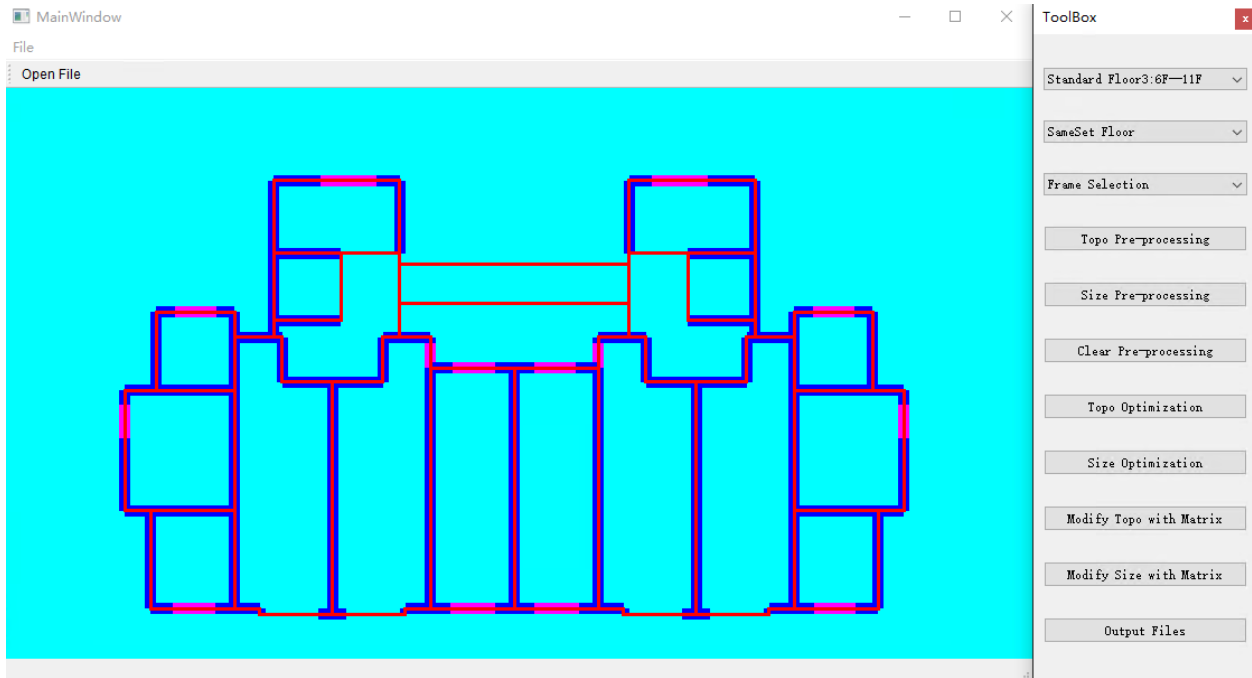 MainWindow
File
Open File
ToolBox
x
Standard Floor3:6F—11F
SameSet Floor
Frame Selection
Topo Pre-processing
Size Pre-processing
Clear Pre-processing
Topo Optimization
Size Optimization
Modify Topo with Matrix
Modify Size with Matrix
Output Files